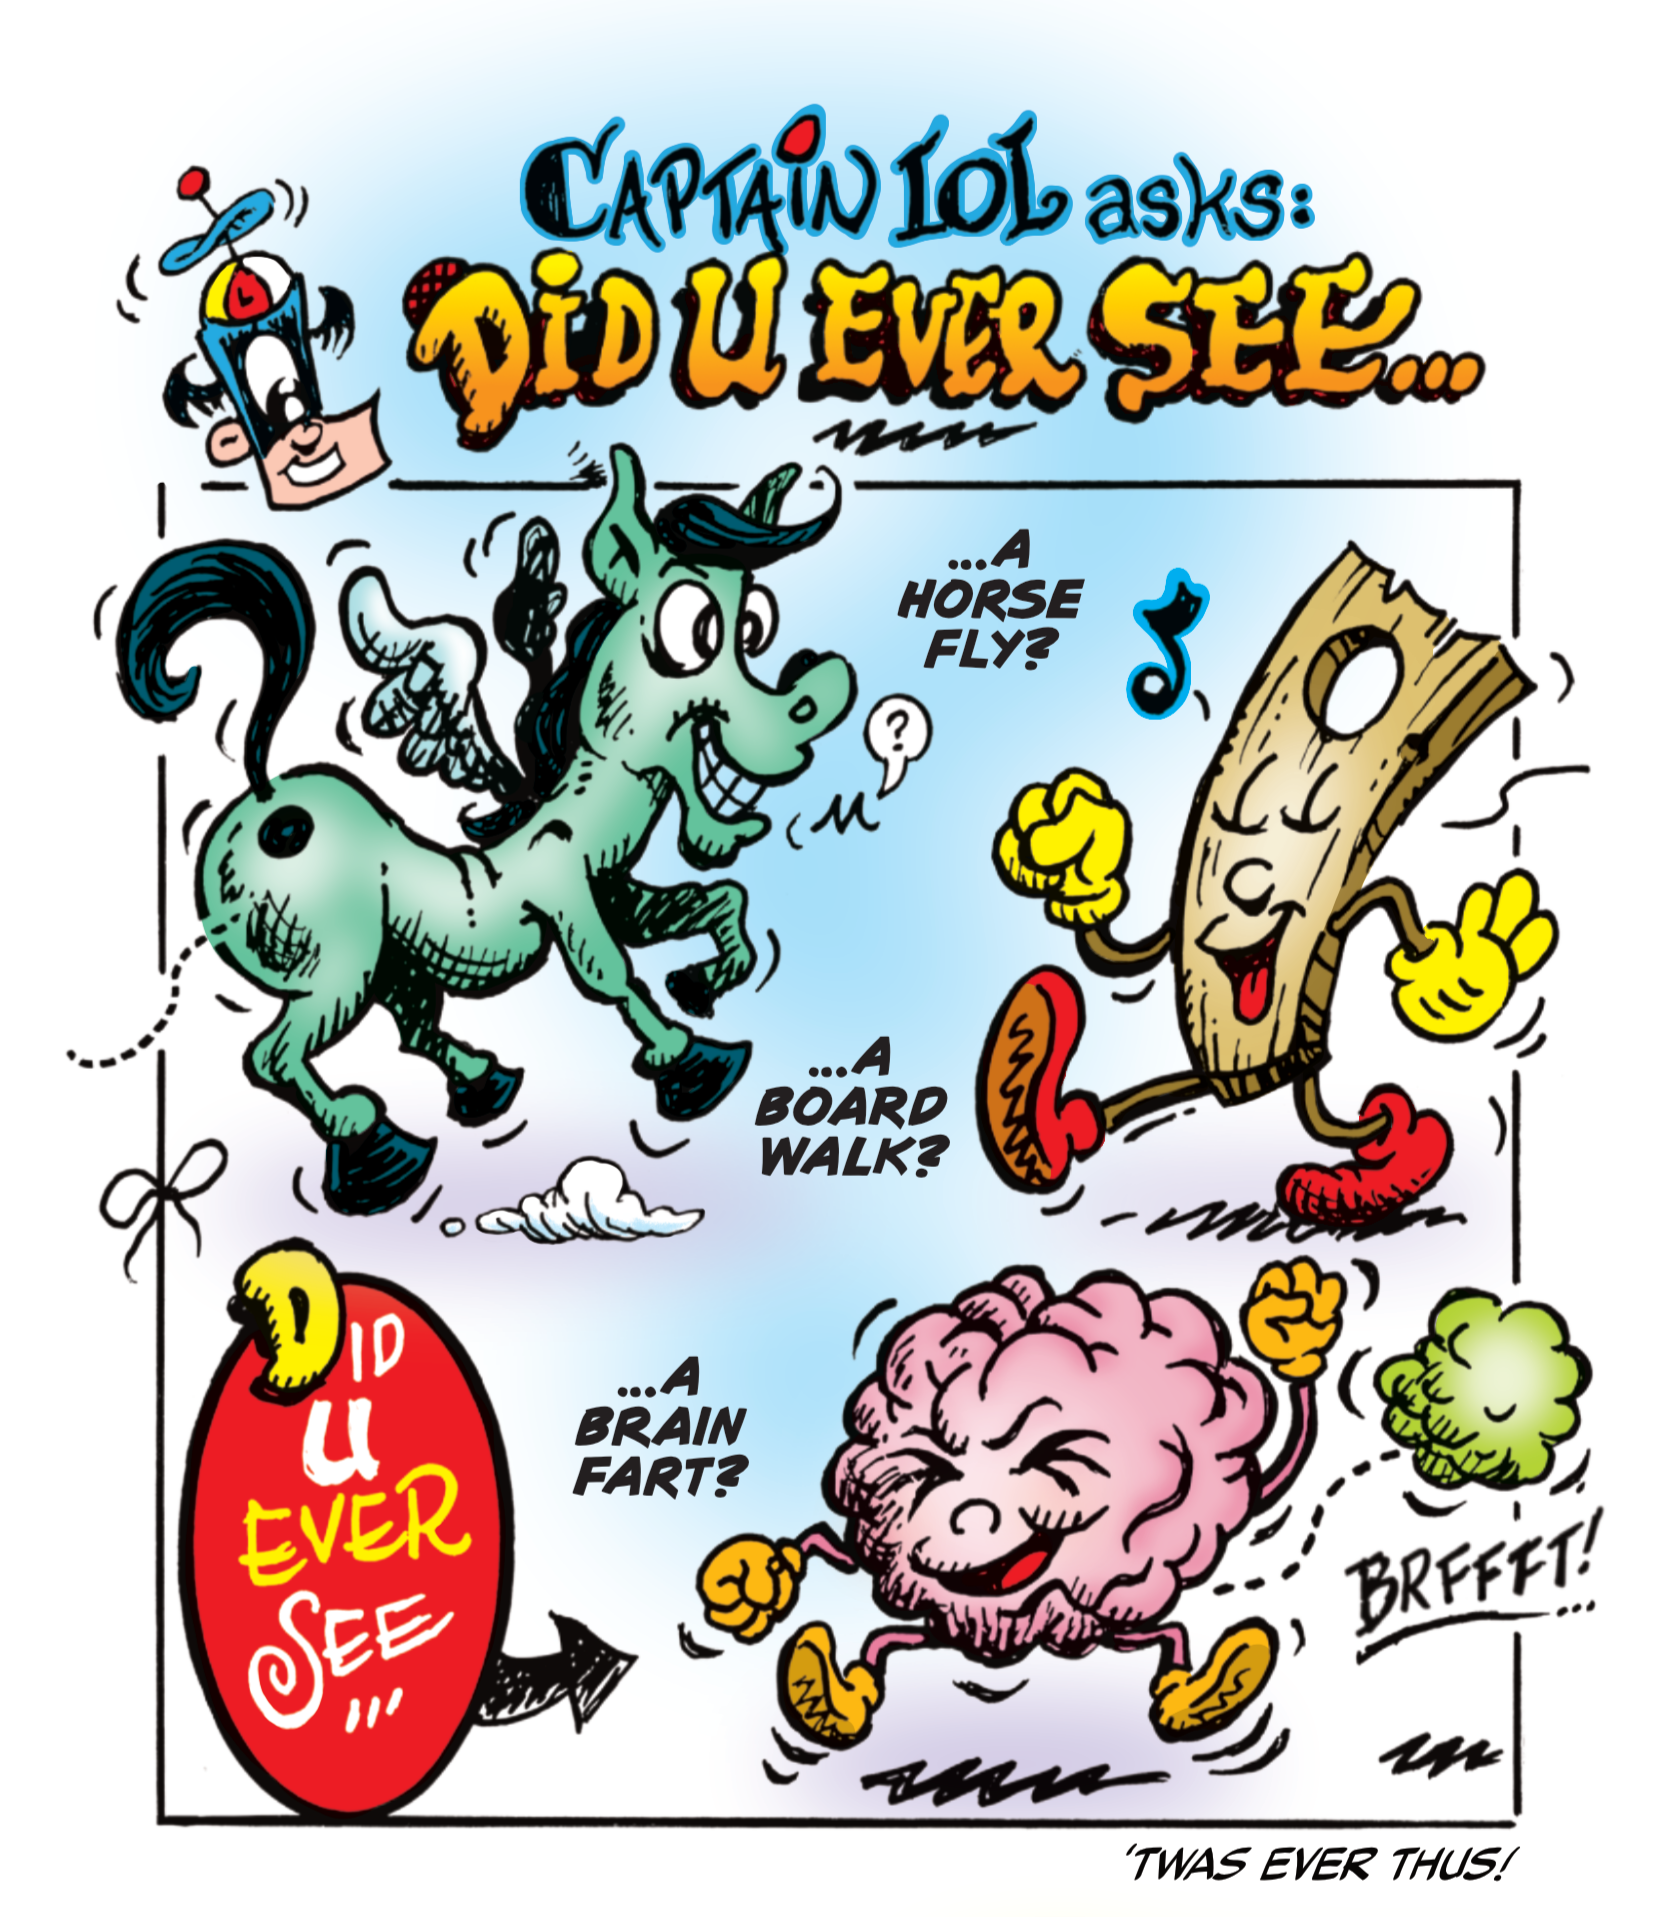 CAPTAIN LOL asks:
DiD U EVER SEE...
L
...A
HORSE
FLY?
?
...A
BOARD
WALK?
DID
U
EVER
SEE
...
...A
BRAIN
FART?
BRFFFT!...
'TWAS EVER THUS!